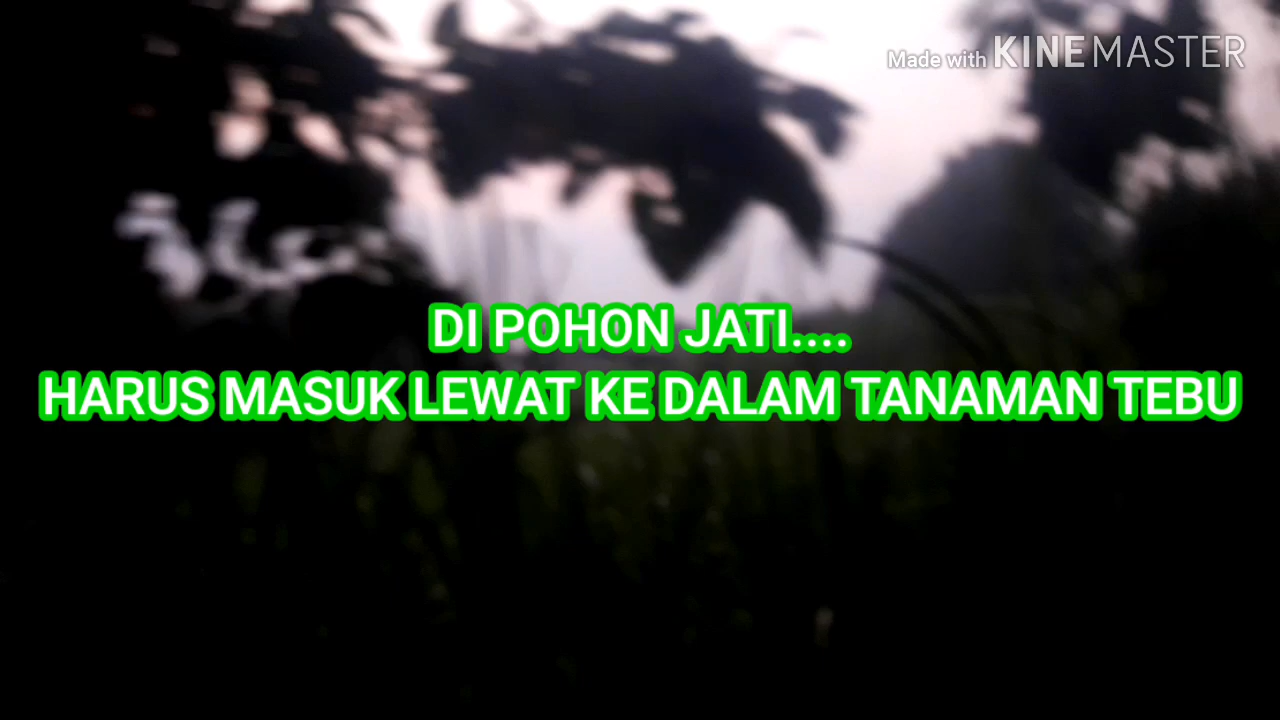 Made with KINEMASTER
DI POHON JATI....
HARUS MASUK LEWAT KE DALAM TANAMAN TEBU